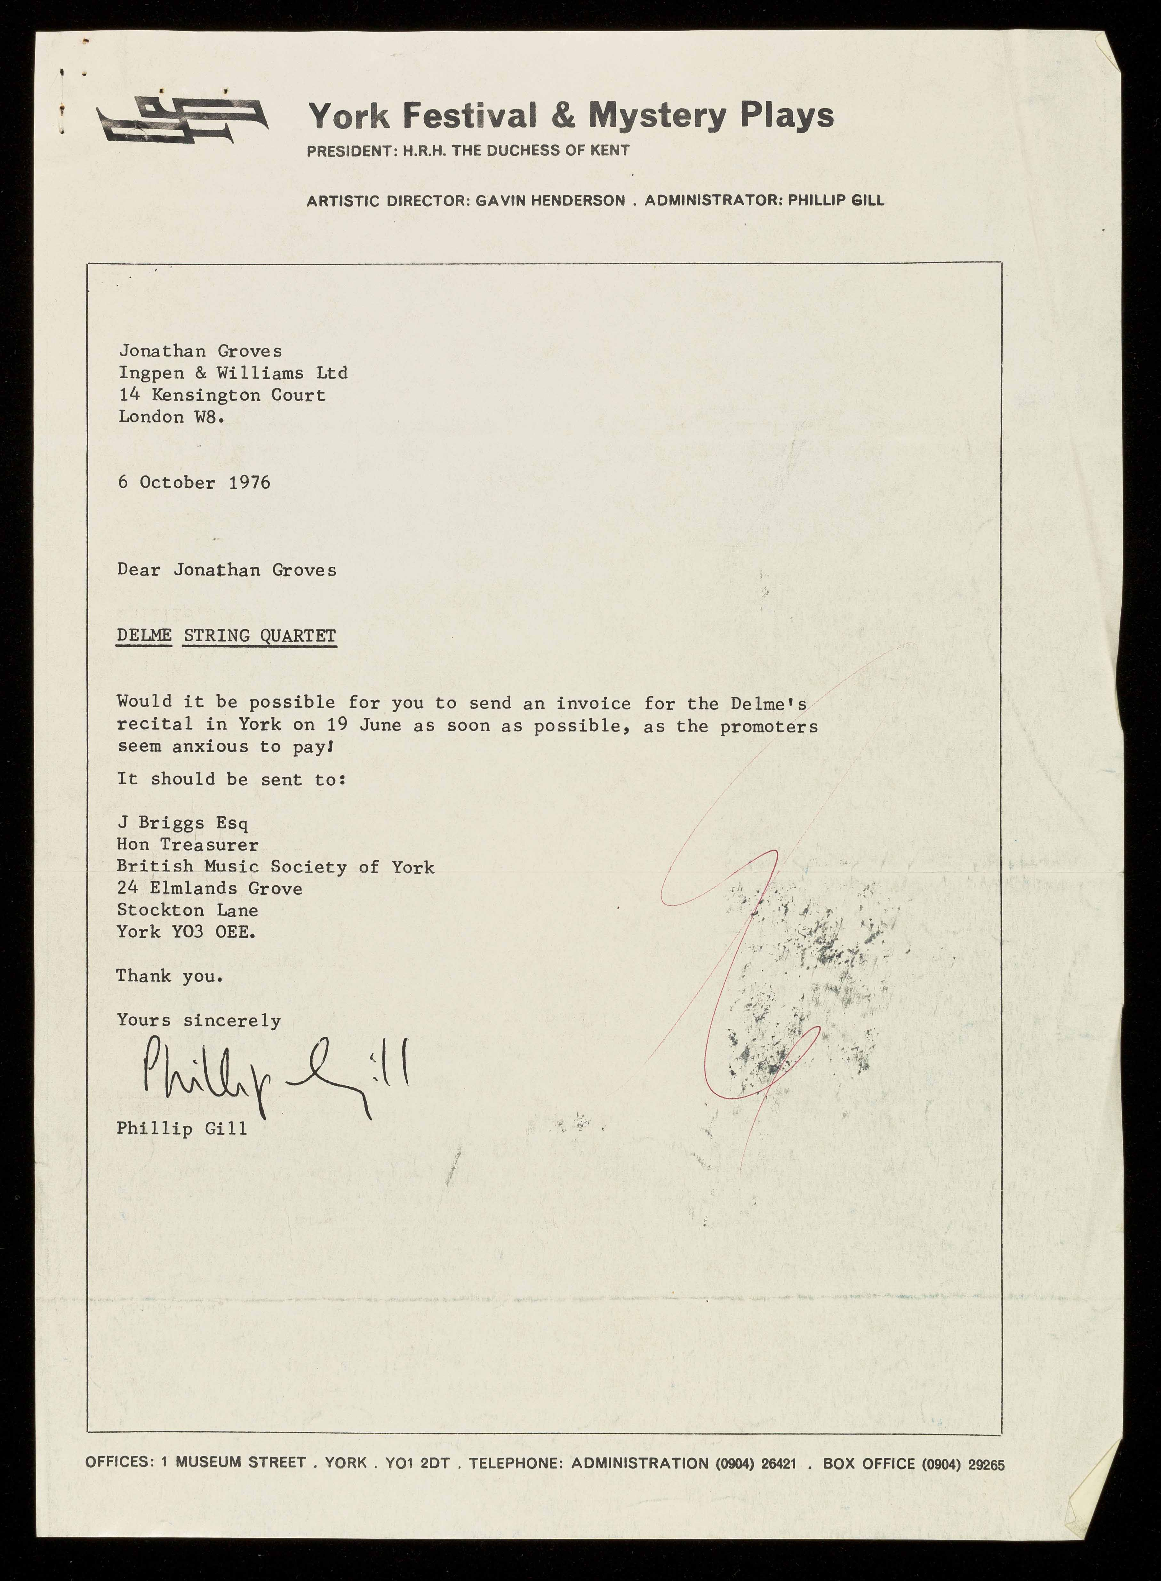 York Festival & Mystery Plays
PRESIDENT: H.R.H. THE DUCHESS OF KENT
ARTISTIC DIRECTOR: GAVIN HENDERSON . ADMINISTRATOR: PHILLIP GILL
Jonathan Groves
Ingpen & Williams Ltd
14 Kensington Court
London W8.
6 October 1976
Dear Jonathan Groves
DELME STRING QUARTET
Would it be possible for you to send an invoice for the Delme's
recital in York on 19 June as soon as possible, as the promoters
seem anxious to pay!
It should be sent to:
J Briggs Esq
Hon Treasurer
British Music Society of York
24 Elmlands Grove
Stockton Lane
York YO3 OEE.
Thank you.
Yours sincerely
Phillip Gill
Phillip Gill
OFFICES: 1 MUSEUM STREET . YORK . YO1 2DT . TELEPHONE: ADMINISTRATION (0904) 26421 . BOX OFFICE (0904) 29265